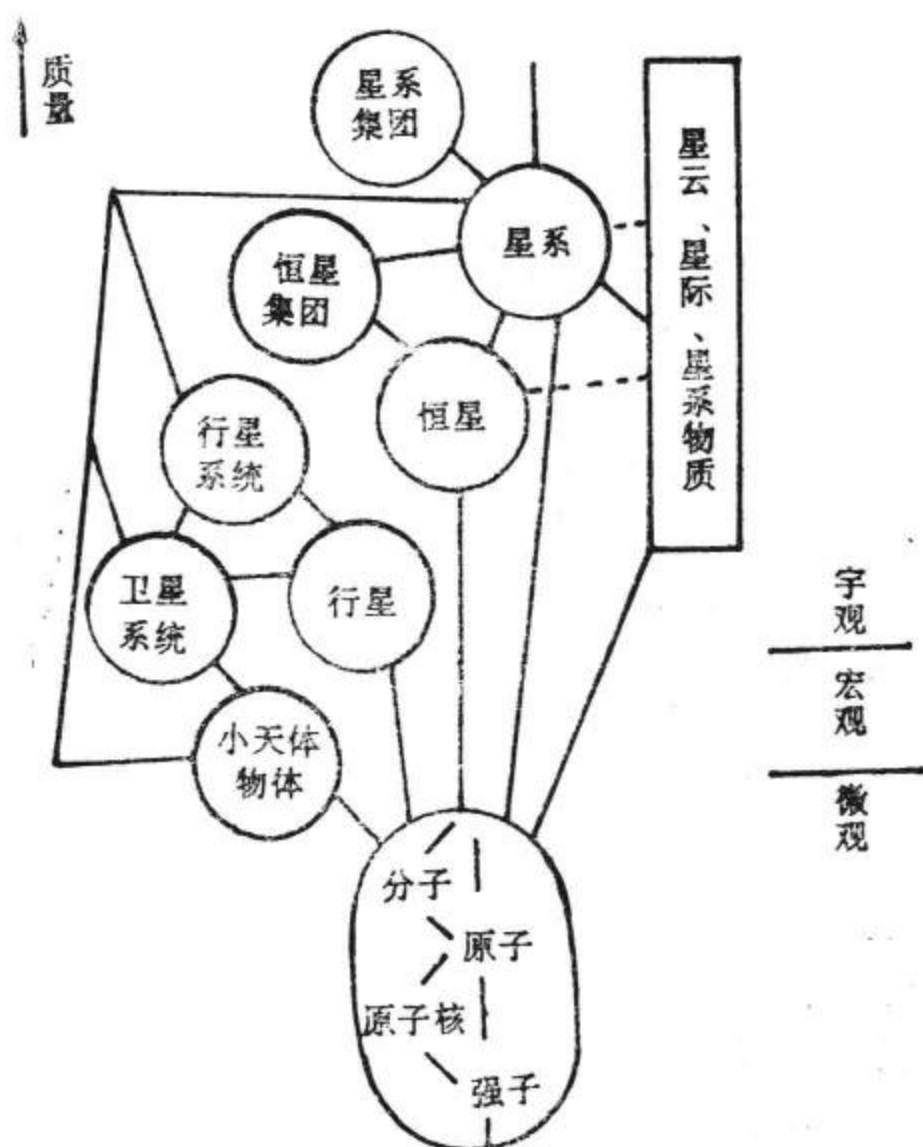 质量
星系
集团
星系
星云、星际、星系物质
恒星
集团
恒星
行星
系统
卫星
系统
行星
小天体
物体
宇观
宏观
微观
分子
原子
原子核
强子